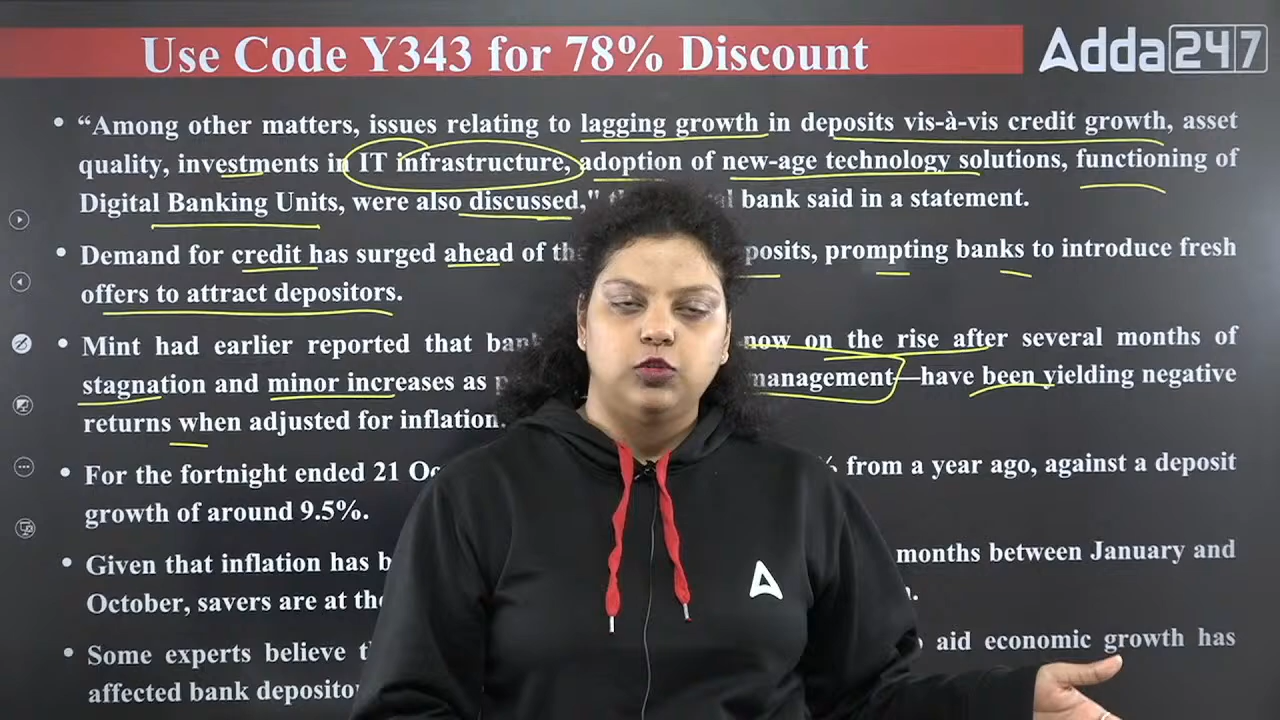 Use Code Y343 for 78% Discount
Adda247
• “Among other matters, issues relating to lagging growth in deposits vis-à-vis credit growth, asset
quality, investments in IT infrastructure, adoption of new-age technology solutions, functioning of
Digital Banking Units, were also discussed," bank said in a statement.
• Demand for credit has surged ahead of prompting banks to introduce fresh
offers to attract depositors.
• Mint had earlier reported that now on the rise after several months of
stagnation and minor increases as management—have been yielding negative
returns when adjusted for inflation.
• For the fortnight ended 21 from a year ago, against a deposit
growth of around 9.5%.
• Given that inflation has months between January and
October, savers are at
• Some experts believe aid economic growth has
affected bank